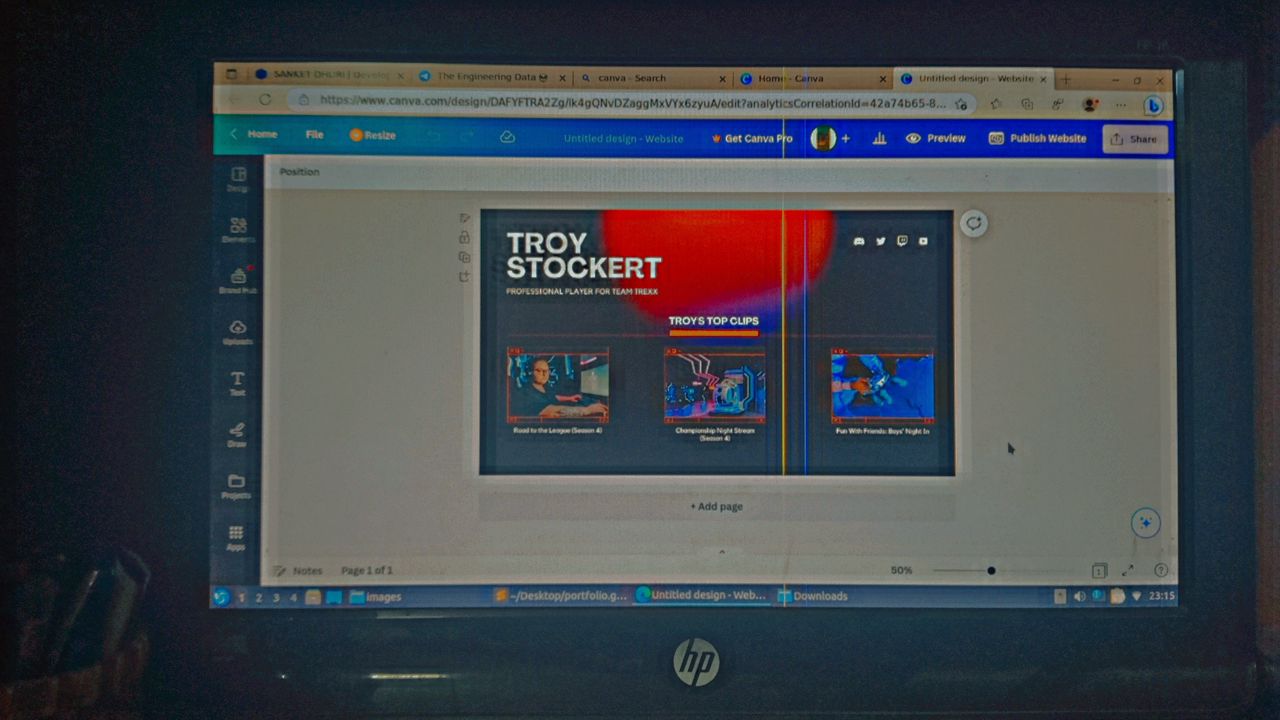 SANKET DHURI | Develop
The Engineering Data
canva - Search
Home - Canva
Untitled design - Website
https://www.canva.com/design/DAFYFTRA2Zg/Ik4gQNvDZaggMxVYx6zyuA/edit?analyticsCorrelationId=42a74b65-8...
Home
File
Resize
Untitled design - Website
Get Canva Pro
Preview
Publish Website
Share
Position
Design
Elements
Brand Hub
Uploads
Text
Draw
Projects
Apps
TROY
STOCKERT
PROFESSIONAL PLAYER FOR TEAM TREXX
TROY'S TOP CLIPS
Road to the League (Season 4)
Championship Night Stream
(Season 4)
Fun With Friends: Boys' Night In
+ Add page
Notes
Page 1 of 1
50%
1
1 2 3 4
images
~/Desktop/portfolio.g...
Untitled design - Web...
Downloads
23:15
hp